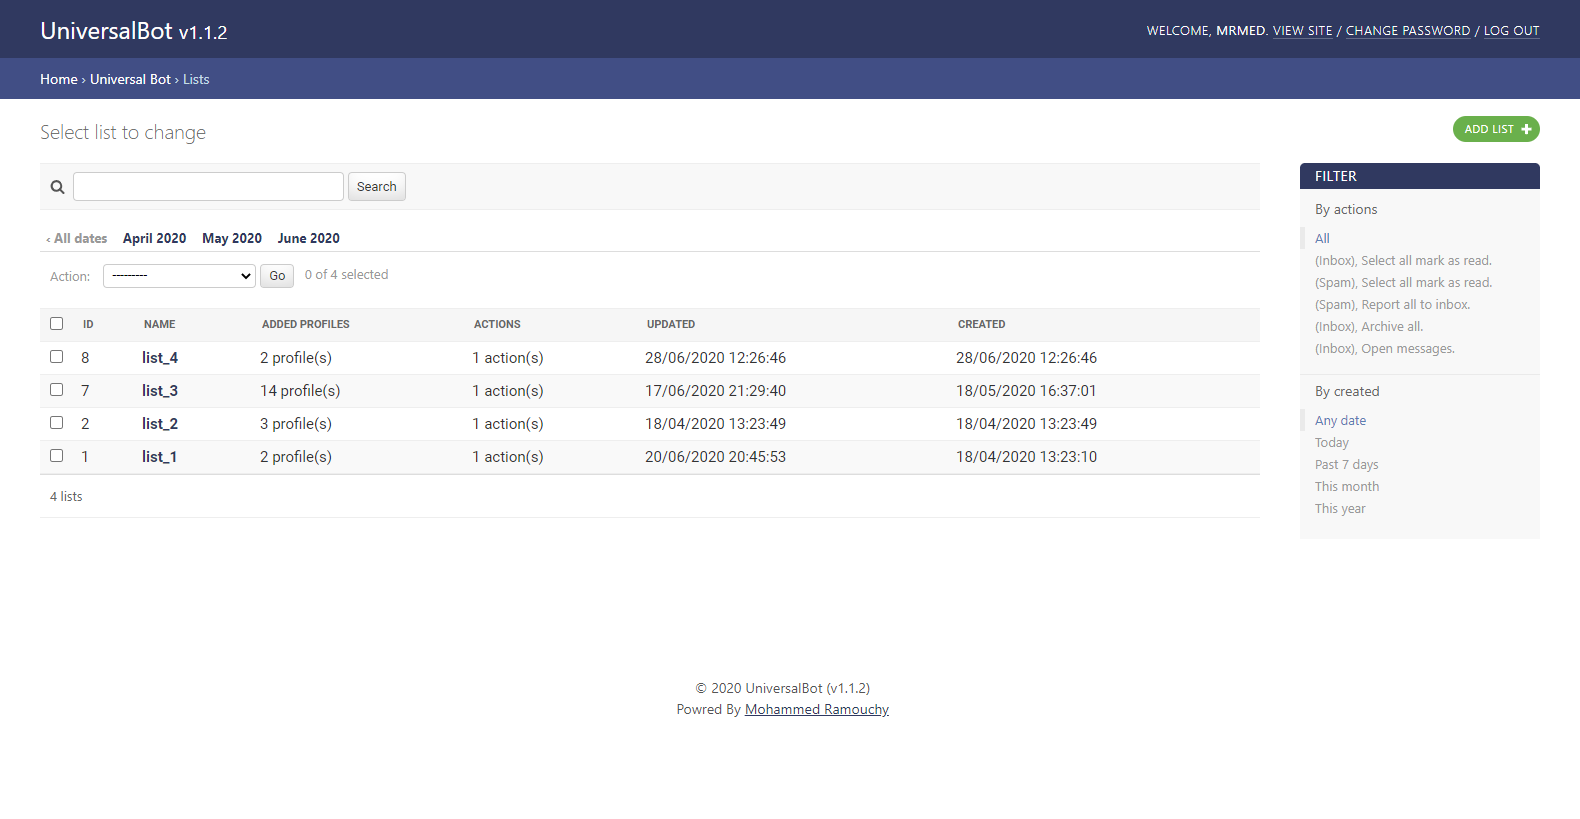 UniversalBot v1.1.2
WELCOME, MRMED. VIEW SITE / CHANGE PASSWORD / LOG OUT
Home › Universal Bot › Lists
Select list to change
ADD LIST
Search
‹ All dates April 2020 May 2020 June 2020
Action: --------- Go 0 of 4 selected
ID NAME ADDED PROFILES ACTIONS UPDATED CREATED
8 list_4 2 profile(s) 1 action(s) 28/06/2020 12:26:46 28/06/2020 12:26:46
7 list_3 14 profile(s) 1 action(s) 17/06/2020 21:29:40 18/05/2020 16:37:01
2 list_2 3 profile(s) 1 action(s) 18/04/2020 13:23:49 18/04/2020 13:23:49
1 list_1 2 profile(s) 1 action(s) 20/06/2020 20:45:53 18/04/2020 13:23:10
4 lists
FILTER
By actions
All
(Inbox), Select all mark as read.
(Spam), Select all mark as read.
(Spam), Report all to inbox.
(Inbox), Archive all.
(Inbox), Open messages.
By created
Any date
Today
Past 7 days
This month
This year
© 2020 UniversalBot (v1.1.2)
Powred By Mohammed Ramouchy